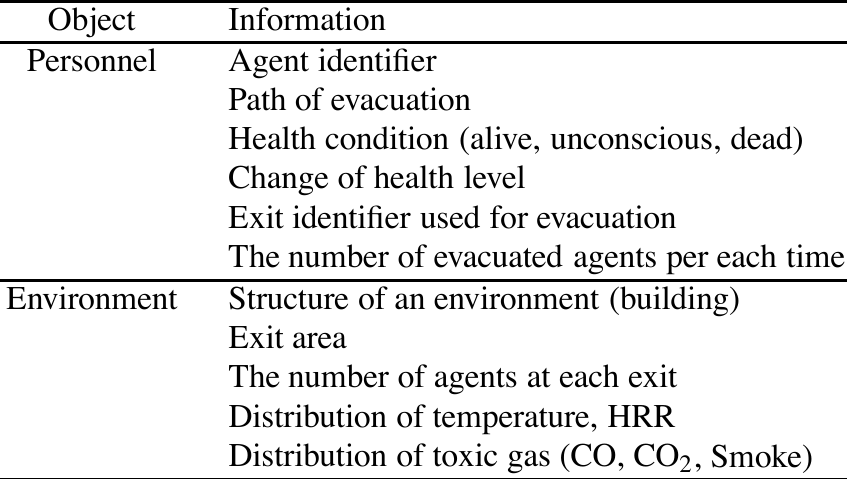 Object Information
Personnel Agent identifier
Path of evacuation
Health condition (alive, unconscious, dead)
Change of health level
Exit identifier used for evacuation
The number of evacuated agents per each time
Environment Structure of an environment (building)
Exit area
The number of agents at each exit
Distribution of temperature, HRR
Distribution of toxic gas (CO, CO₂, Smoke)